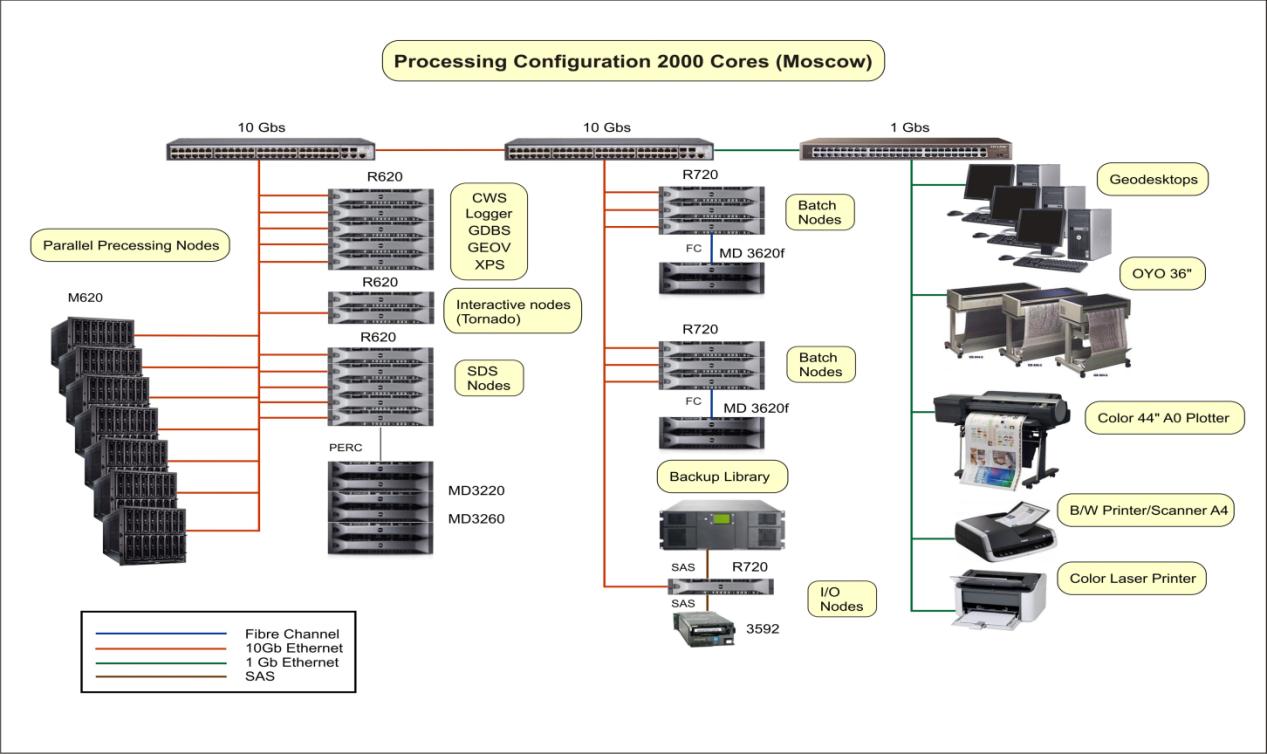 Processing Configuration 2000 Cores (Moscow)
10 Gbs
10 Gbs
1 Gbs
Parallel Precessing Nodes
M620
R620
CWS
Logger
GDBS
GEOV
XPS
R620
Interactive nodes
(Tornado)
R620
SDS
Nodes
PERC
MD3220
MD3260
R720
Batch
Nodes
FC
MD 3620f
R720
Batch
Nodes
FC
MD 3620f
Backup Library
SAS
R720
SAS
I/O
Nodes
3592
Geodesktops
OYO 36"
Color 44" A0 Plotter
B/W Printer/Scanner A4
Color Laser Printer
Fibre Channel
10Gb Ethernet
1 Gb Ethernet
SAS